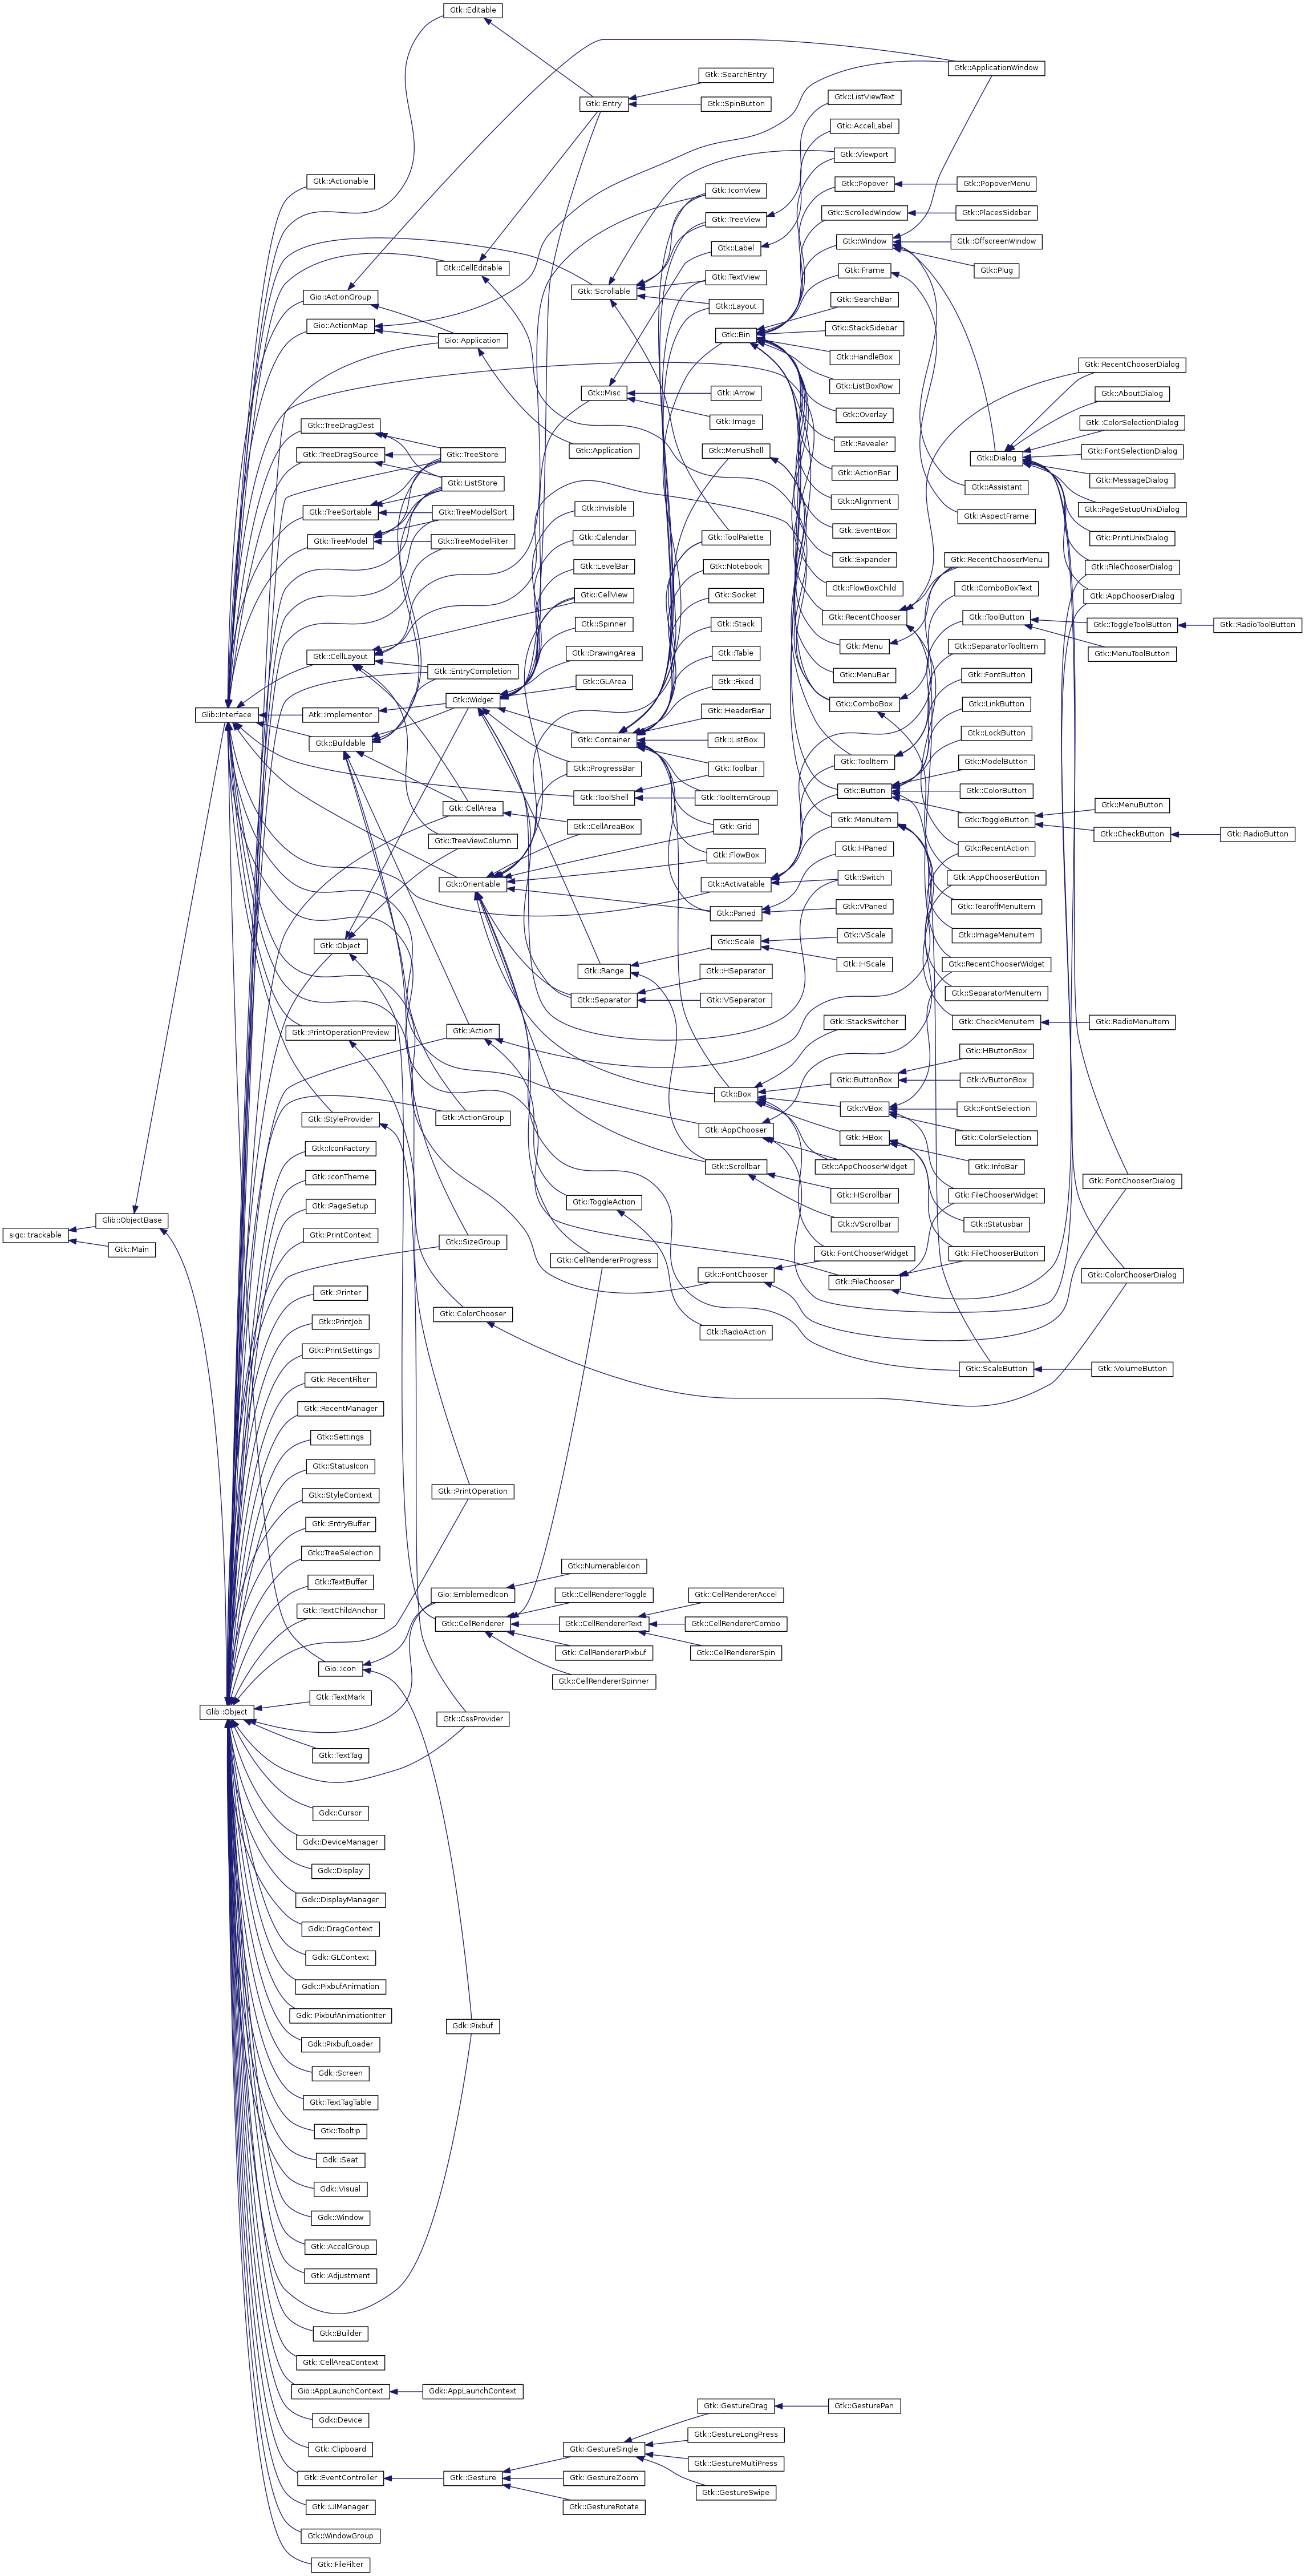 Gtk::Editable
Gtk::ApplicationWindow
Gtk::SearchEntry
Gtk::ListViewText
Gtk::Entry
Gtk::SpinButton
Gtk::AccelLabel
Gtk::Viewport
Gtk::Actionable
Gtk::Popover
Gtk::PopoverMenu
Gtk::IconView
Gtk::ScrolledWindow
Gtk::PlacesSidebar
Gtk::TreeView
Gtk::Window
Gtk::OffscreenWindow
Gtk::Label
Gtk::CellEditable
Gtk::Frame
Gtk::Plug
Gtk::TextView
Gtk::Scrollable
Gio::ActionGroup
Gtk::SearchBar
Gtk::Layout
Gio::ActionMap
Gtk::StackSidebar
Gtk::Bin
Gio::Application
Gtk::HandleBox
Gtk::RecentChooserDialog
Gtk::ListBoxRow
Gtk::AboutDialog
Gtk::Misc
Gtk::Arrow
Gtk::Overlay
Gtk::Image
Gtk::ColorSelectionDialog
Gtk::TreeDragDest
Gtk::Revealer
Gtk::Application
Gtk::MenuShell
Gtk::FontSelectionDialog
Gtk::TreeDragSource
Gtk::TreeStore
Gtk::Dialog
Gtk::ActionBar
Gtk::MessageDialog
Gtk::ListStore
Gtk::Assistant
Gtk::Alignment
Gtk::TreeSortable
Gtk::TreeModelSort
Gtk::Invisible
Gtk::PageSetupUnixDialog
Gtk::AspectFrame
Gtk::EventBox
Gtk::TreeModel
Gtk::TreeModelFilter
Gtk::Calendar
Gtk::ToolPalette
Gtk::PrintUnixDialog
Gtk::Expander
Gtk::RecentChooserMenu
Gtk::LevelBar
Gtk::Notebook
Gtk::FileChooserDialog
Gtk::FlowBoxChild
Gtk::ComboBoxText
Gtk::CellView
Gtk::Socket
Gtk::AppChooserDialog
Gtk::RecentChooser
Gtk::ToolButton
Gtk::Spinner
Gtk::Stack
Gtk::ToggleToolButton
Gtk::RadioToolButton
Gtk::Menu
Gtk::SeparatorToolItem
Gtk::CellLayout
Gtk::DrawingArea
Gtk::Table
Gtk::MenuToolButton
Gtk::EntryCompletion
Gtk::MenuBar
Gtk::FontButton
Gtk::GLArea
Gtk::Fixed
Gtk::Widget
Gtk::ComboBox
Gtk::LinkButton
Glib::Interface
Atk::Implementor
Gtk::HeaderBar
Gtk::LockButton
Gtk::Buildable
Gtk::Container
Gtk::ListBox
Gtk::ToolItem
Gtk::ModelButton
Gtk::ProgressBar
Gtk::Toolbar
Gtk::Button
Gtk::ColorButton
Gtk::ToolShell
Gtk::ToolItemGroup
Gtk::MenuButton
Gtk::CellArea
Gtk::MenuItem
Gtk::ToggleButton
Gtk::CellAreaBox
Gtk::Grid
Gtk::CheckButton
Gtk::RadioButton
Gtk::TreeViewColumn
Gtk::HPaned
Gtk::RecentAction
Gtk::FlowBox
Gtk::Switch
Gtk::AppChooserButton
Gtk::Orientable
Gtk::Activatable
Gtk::VPaned
Gtk::TearoffMenuItem
Gtk::Paned
Gtk::VScale
Gtk::ImageMenuItem
Gtk::Object
Gtk::Scale
Gtk::HScale
Gtk::RecentChooserWidget
Gtk::Range
Gtk::HSeparator
Gtk::SeparatorMenuItem
Gtk::Separator
Gtk::VSeparator
Gtk::StackSwitcher
Gtk::CheckMenuItem
Gtk::RadioMenuItem
Gtk::PrintOperationPreview
Gtk::Action
Gtk::HButtonBox
Gtk::ButtonBox
Gtk::VButtonBox
Gtk::Box
Gtk::VBox
Gtk::FontSelection
Gtk::StyleProvider
Gtk::ActionGroup
Gtk::AppChooser
Gtk::HBox
Gtk::ColorSelection
Gtk::IconFactory
Gtk::Scrollbar
Gtk::AppChooserWidget
Gtk::InfoBar
Gtk::IconTheme
Gtk::FontChooserDialog
Gtk::ToggleAction
Gtk::HScrollbar
Gtk::FileChooserWidget
Gtk::PageSetup
Glib::ObjectBase
Gtk::VScrollbar
Gtk::Statusbar
sigc::trackable
Gtk::PrintContext
Gtk::SizeGroup
Gtk::Main
Gtk::CellRendererProgress
Gtk::FontChooserWidget
Gtk::FileChooserButton
Gtk::FontChooser
Gtk::FileChooser
Gtk::ColorChooserDialog
Gtk::Printer
Gtk::ColorChooser
Gtk::PrintJob
Gtk::RadioAction
Gtk::PrintSettings
Gtk::ScaleButton
Gtk::VolumeButton
Gtk::RecentFilter
Gtk::RecentManager
Gtk::Settings
Gtk::StatusIcon
Gtk::StyleContext
Gtk::PrintOperation
Gtk::EntryBuffer
Gtk::TreeSelection
Gtk::NumerableIcon
Gtk::TextBuffer
Gio::EmblemedIcon
Gtk::CellRendererToggle
Gtk::CellRendererAccel
Gtk::TextChildAnchor
Gtk::CellRenderer
Gtk::CellRendererText
Gtk::CellRendererCombo
Gtk::CellRendererPixbuf
Gtk::CellRendererSpin
Gio::Icon
Gtk::CellRendererSpinner
Gtk::TextMark
Glib::Object
Gtk::CssProvider
Gtk::TextTag
Gdk::Cursor
Gdk::DeviceManager
Gdk::Display
Gdk::DisplayManager
Gdk::DragContext
Gdk::GLContext
Gdk::PixbufAnimation
Gdk::PixbufAnimationIter
Gdk::Pixbuf
Gdk::PixbufLoader
Gdk::Screen
Gtk::TextTagTable
Gtk::Tooltip
Gdk::Seat
Gdk::Visual
Gdk::Window
Gtk::AccelGroup
Gtk::Adjustment
Gtk::Builder
Gtk::CellAreaContext
Gio::AppLaunchContext
Gdk::AppLaunchContext
Gtk::GestureDrag
Gtk::GesturePan
Gdk::Device
Gtk::GestureLongPress
Gtk::Clipboard
Gtk::GestureSingle
Gtk::GestureMultiPress
Gtk::EventController
Gtk::Gesture
Gtk::GestureZoom
Gtk::GestureSwipe
Gtk::UIManager
Gtk::GestureRotate
Gtk::WindowGroup
Gtk::FileFilter